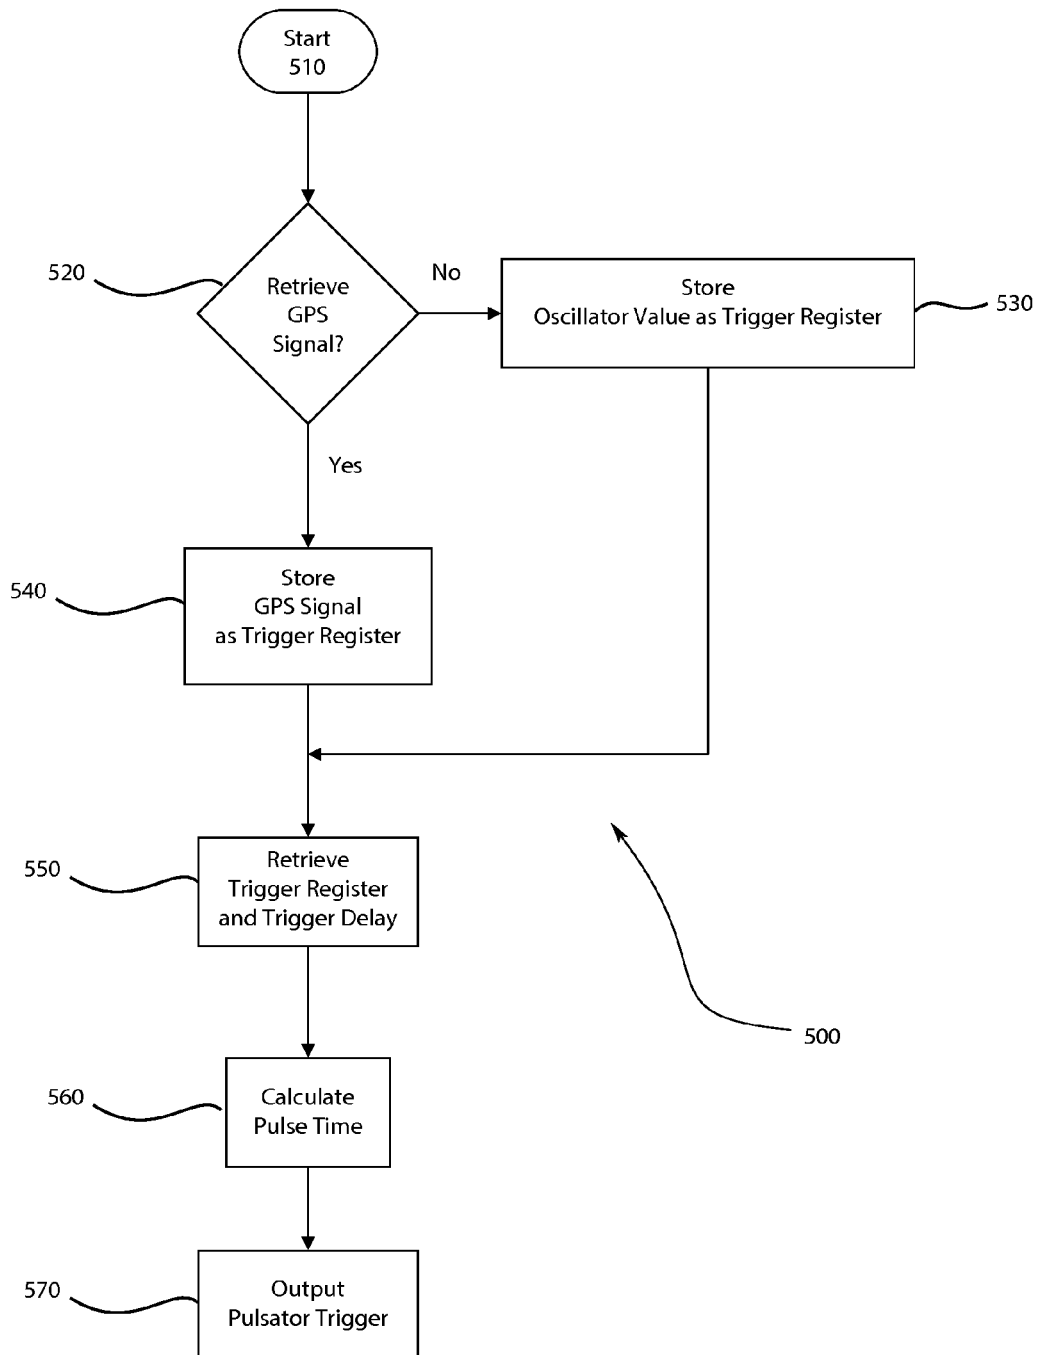 Start
510
520
Retrieve
GPS
Signal?
No
Store
Oscillator Value as Trigger Register
530
Yes
540
Store
GPS Signal
as Trigger Register
550
Retrieve
Trigger Register
and Trigger Delay
500
560
Calculate
Pulse Time
570
Output
Pulsator Trigger